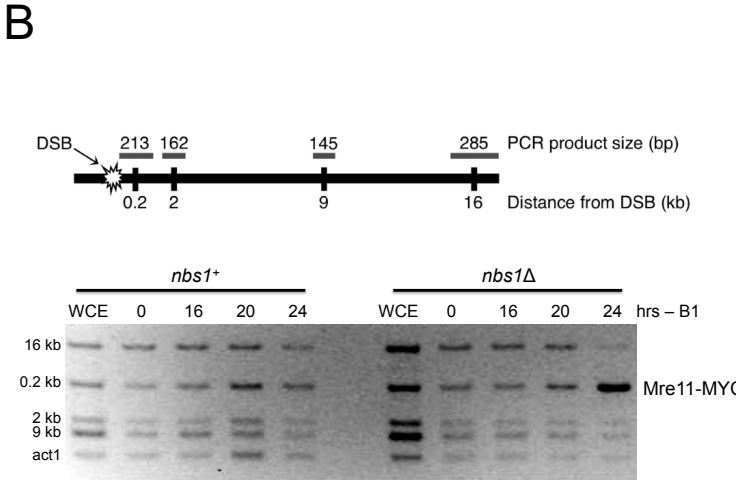 B
DSB 213 162 145 285 PCR product size (bp)
0.2 2 9 16 Distance from DSB (kb)
nbs1+ nbs1Δ
WCE 0 16 20 24 WCE 0 16 20 24 hrs – B1
16 kb
0.2 kb Mre11-MYC
2 kb
9 kb
act1